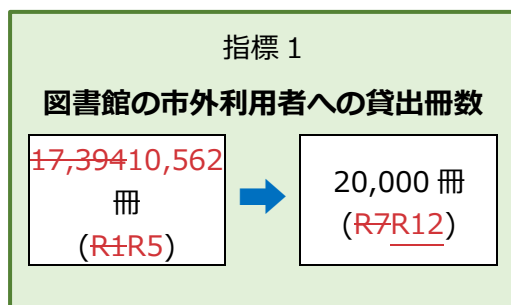 指標 1
図書館の市外利用者への貸出冊数
17,39410,562
冊
(R1R5)
20,000 冊
(R7R12)